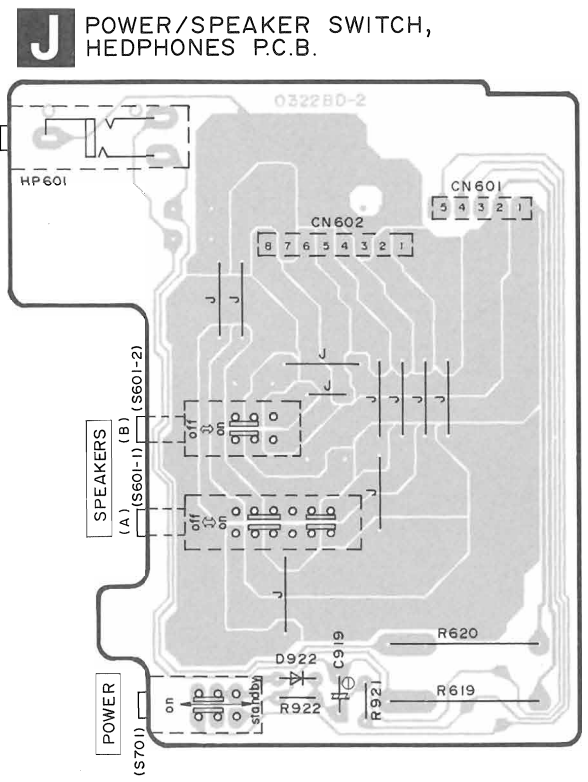 J
POWER/SPEAKER SWITCH,
HEDPHONES P.C.B.
0322BD-2
HP601
CN601
5 4 3 2 1
CN602
8 7 6 5 4 3 2 1
J J
J
J
J J J J
(S601-2)
(B)
off
on
SPEAKERS
(S601-1)
(A)
off
on
J
J
R620
D922
C919
R922
R921
R619
POWER
(S701)
on
standby